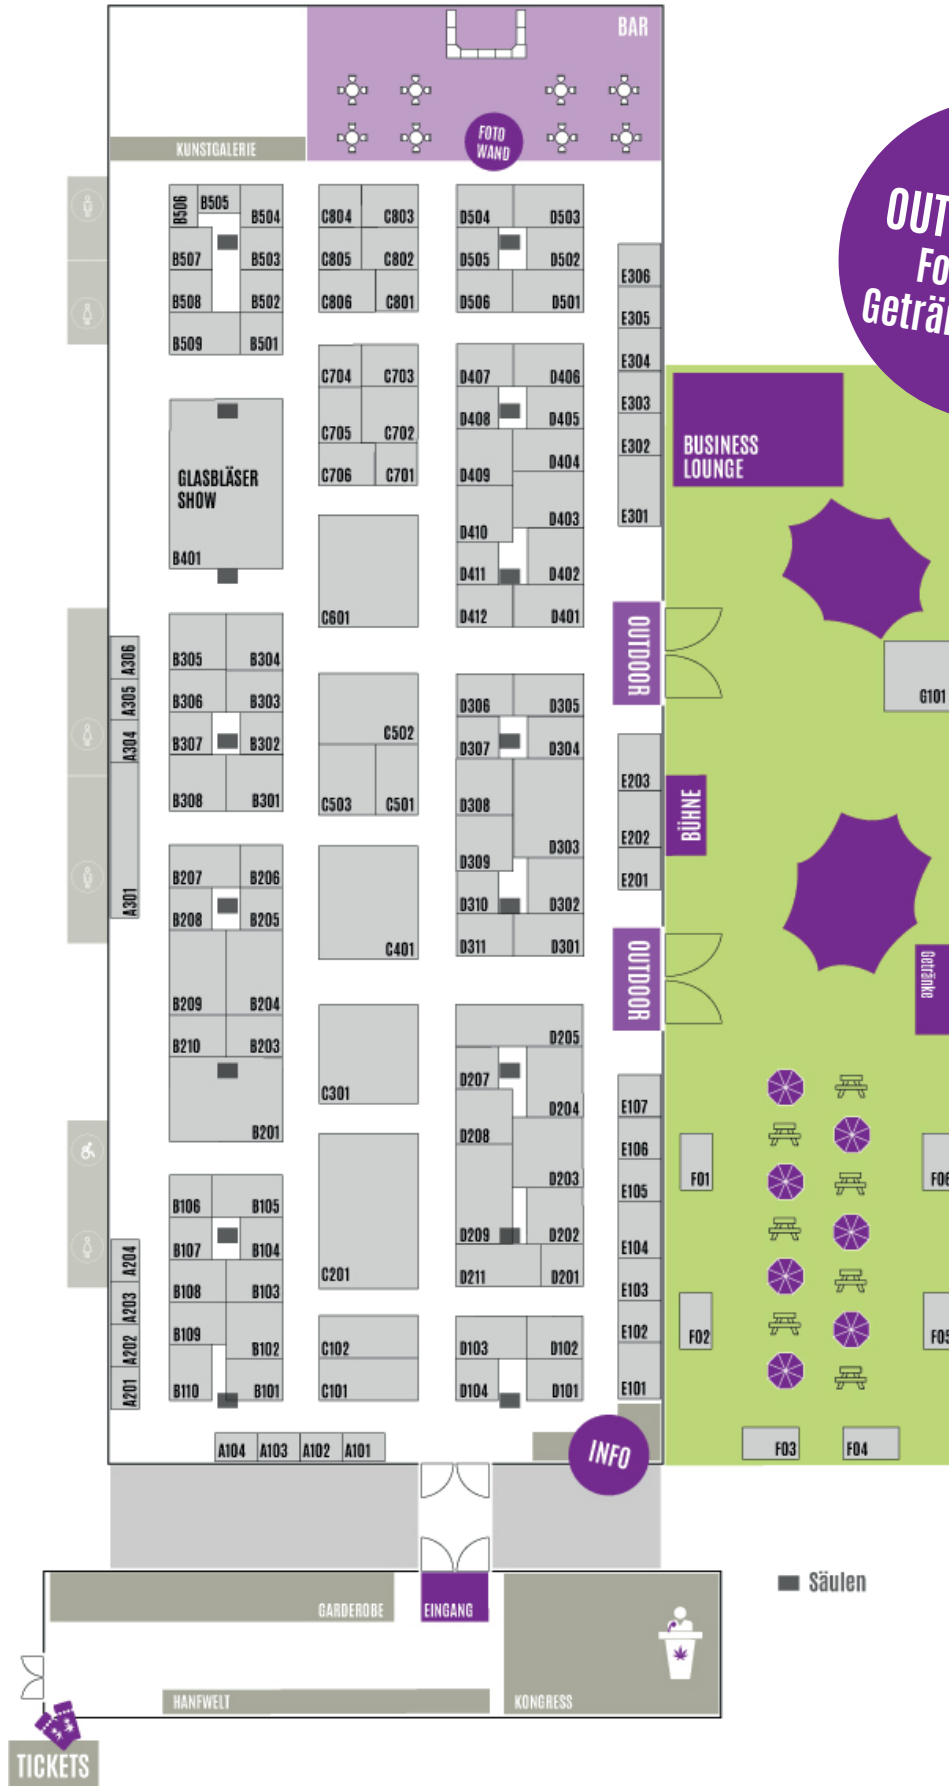 BAR
FOTO
WAND
KUNSTGALERIE
OUT
Fo
Geträn
B506
B505
B504
B507
B503
B508
B502
B509
B501
C804
C803
C805
C802
C806
C801
D504
D503
D505
D502
D506
D501
E306
E305
E304
E303
E302
E301
C704
C703
C705
C702
C706
C701
D407
D406
D408
D405
D404
D409
D403
D410
D411
D402
D412
D401
BUSINESS
LOUNGE
GLASBLÄSER
SHOW
B401
C601
OUTDOOR
G101
A306
A305
A304
A301
B305
B304
B306
B303
B307
B302
B308
B301
C502
C503
C501
D306
D305
D307
D304
D308
D303
D309
D310
D302
D311
D301
E203
E202
E201
BÜHNE
B207
B206
B208
B205
B209
B204
B210
B203
B201
C401
OUTDOOR
Getränke
C301
D205
D207
D204
D208
D203
D209
D202
D211
D201
E107
E106
E105
E104
E103
E102
E101
F01
F06
F02
F05
F03
F04
B106
B105
B107
B104
B108
B103
B109
B102
B110
B101
C201
C102
C101
D103
D102
D104
D101
A204
A203
A202
A201
A104
A103
A102
A101
INFO
Säulen
GARDEROBE
EINGANG
HANFWELT
KONGRESS
TICKETS